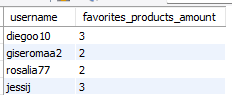 username favorites_products_amount
diegoo10 3
giseromaa2 2
rosalia77 2
jessij 3